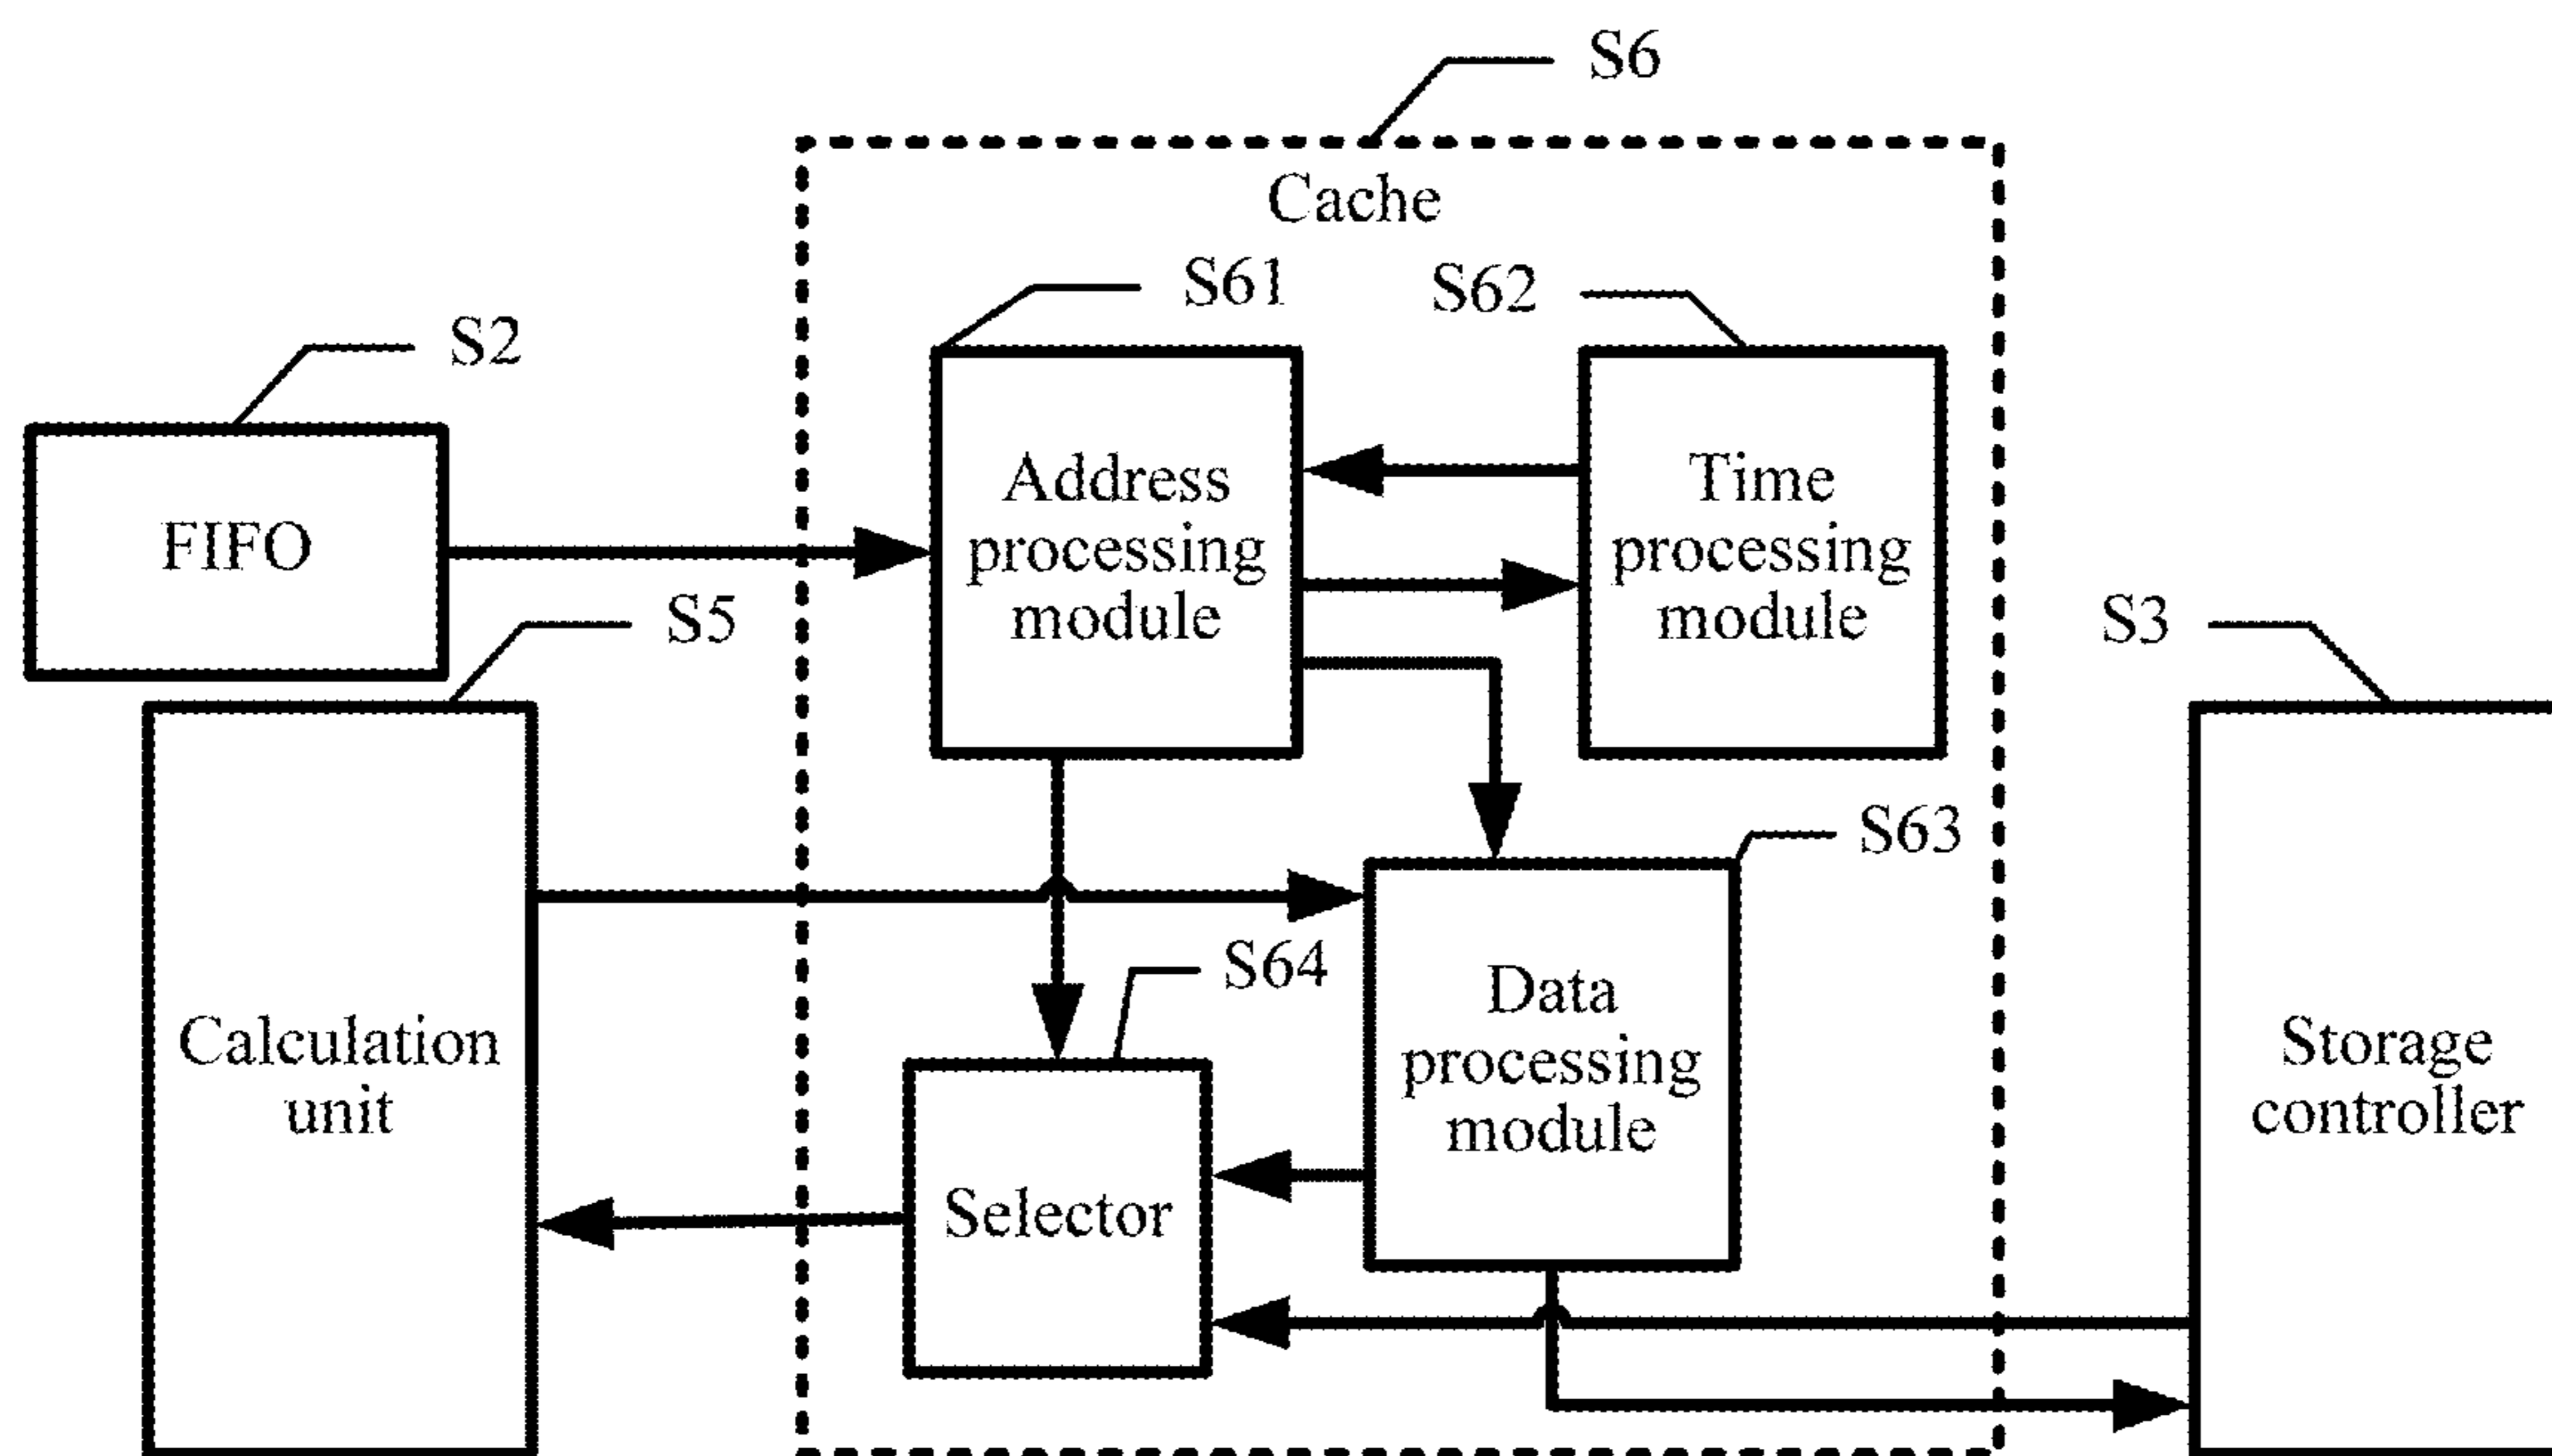 S6
Cache
S61
S62
S2
FIFO
Address
processing
module
Time
processing
module
S5
S3
S63
S64
Calculation
unit
Data
processing
module
Selector
Storage
controller